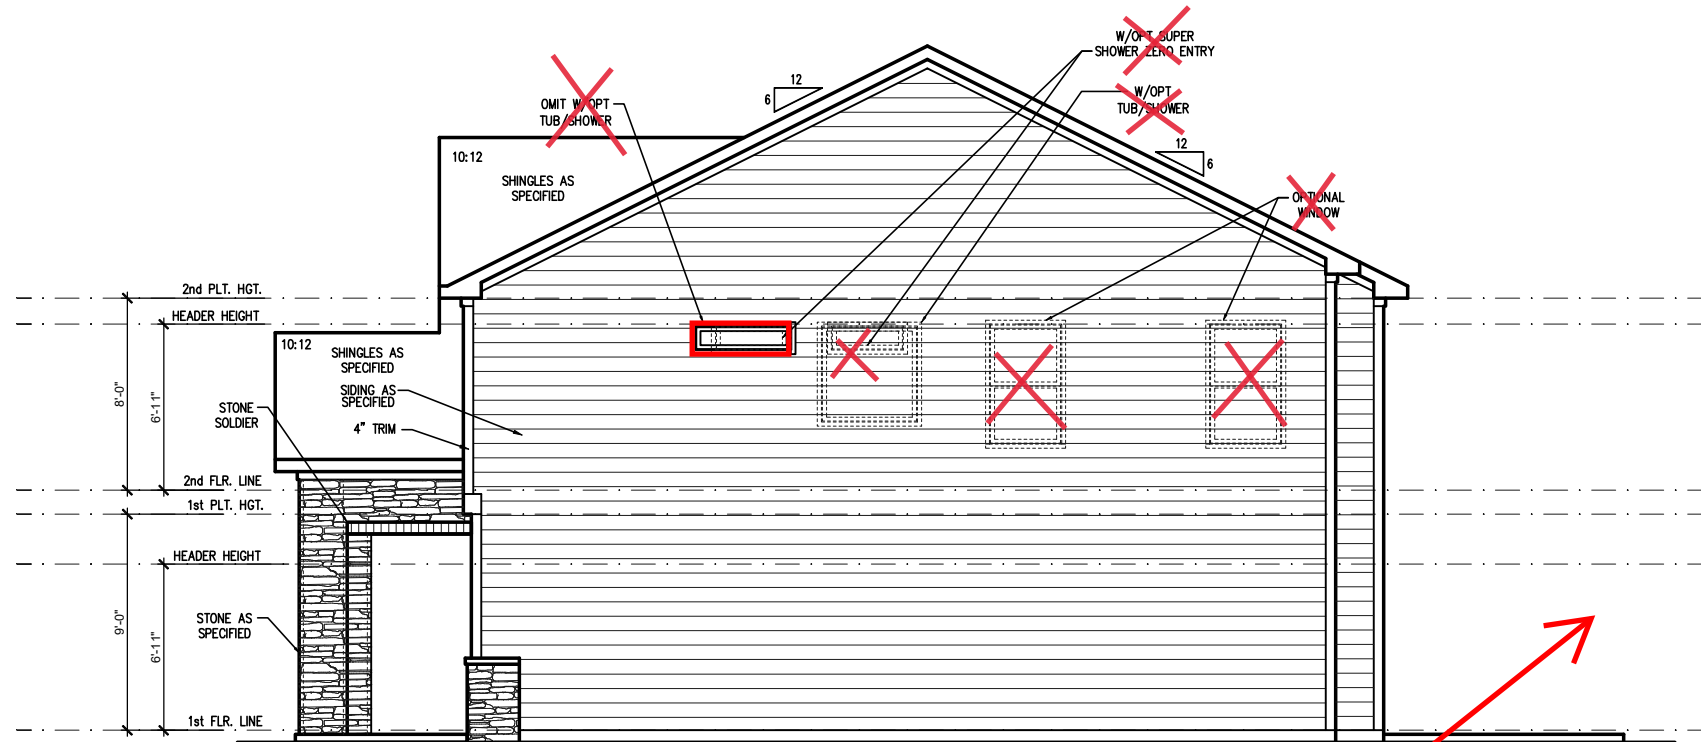 W/OPT SUPER
SHOWER ZERO ENTRY
12
6
OMIT W/OPT
TUB/SHOWER
W/OPT
TUB/SHOWER
12
6
10:12
SHINGLES AS
SPECIFIED
OPTIONAL
WINDOW
2nd PLT. HGT.
HEADER HEIGHT
10:12
SHINGLES AS
SPECIFIED
SIDING AS
SPECIFIED
8'-0"
6'-11"
STONE
SOLDIER
4" TRIM
2nd FLR. LINE
1st PLT. HGT.
HEADER HEIGHT
9'-0"
6'-11"
STONE AS
SPECIFIED
1st FLR. LINE